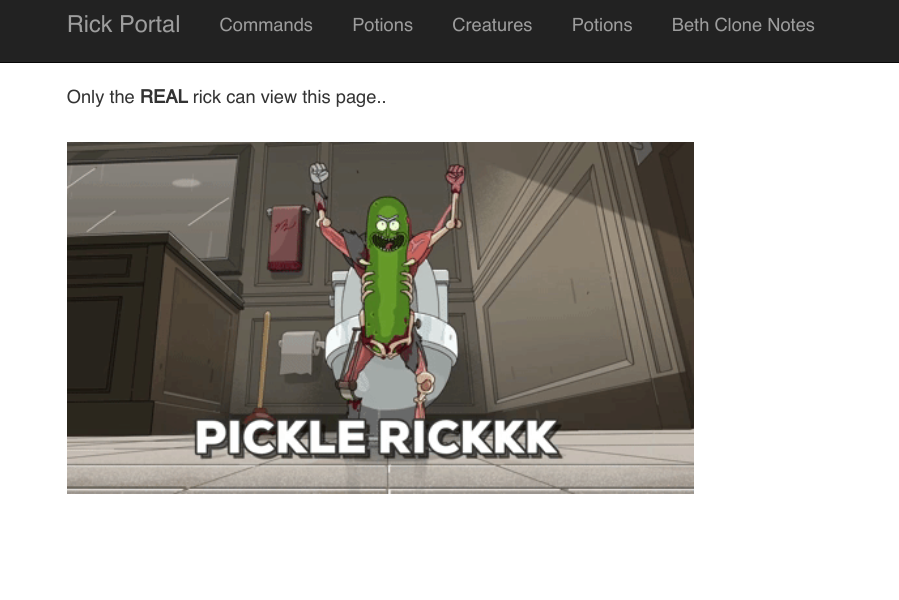 Rick Portal Commands Potions Creatures Potions Beth Clone Notes
Only the REAL rick can view this page..
PICKLE RICKKK